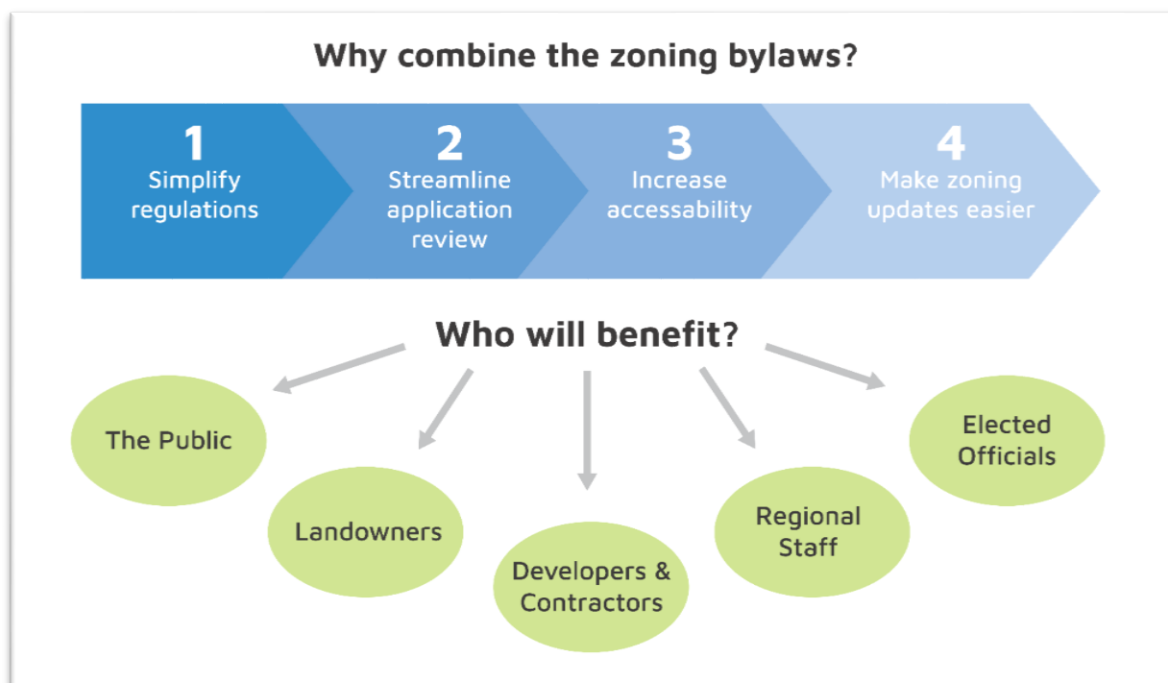 Why combine the zoning bylaws?
1
Simplify
regulations
2
Streamline
application
review
3
Increase
accessability
4
Make zoning
updates easier
Who will benefit?
The Public
Landowners
Developers &
Contractors
Regional
Staff
Elected
Officials